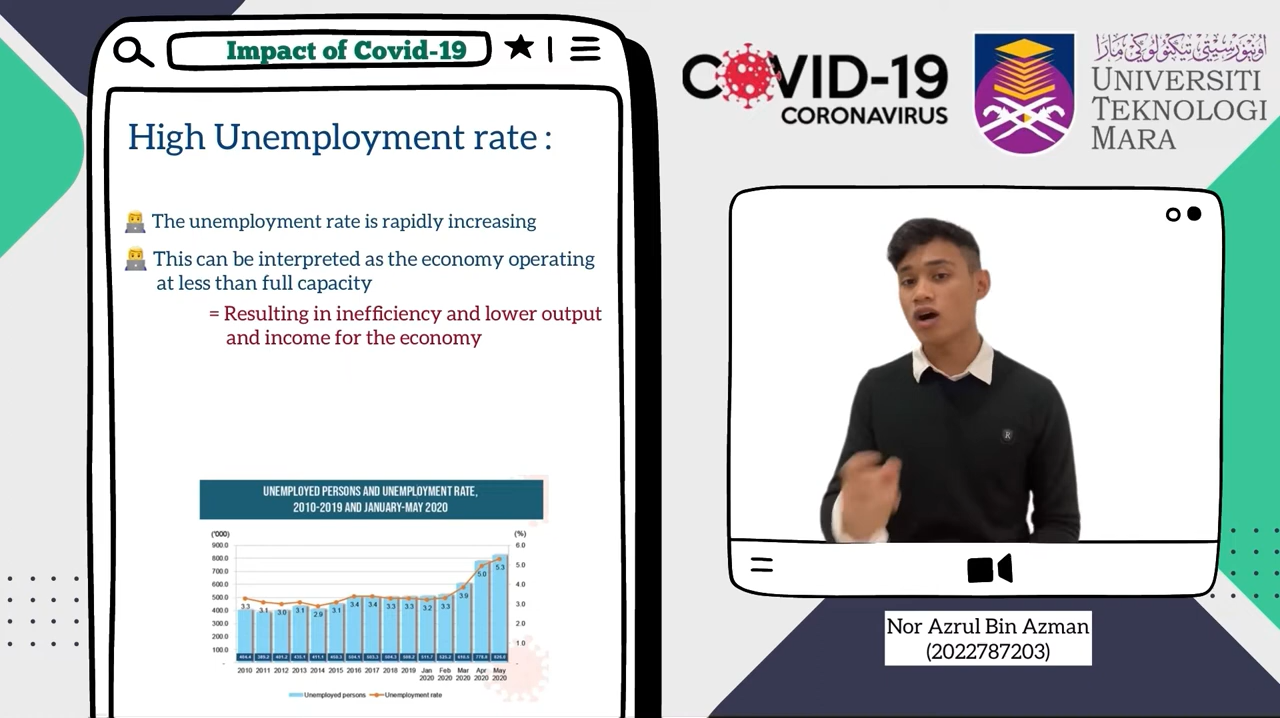 Impact of Covid-19
High Unemployment rate :
The unemployment rate is rapidly increasing
This can be interpreted as the economy operating
at less than full capacity
= Resulting in inefficiency and lower output
and income for the economy
UNEMPLOYED PERSONS AND UNEMPLOYMENT RATE,
2010-2019 AND JANUARY-MAY 2020
('000)
(%)
900.0
800.0
700.0
600.0
500.0
400.0
300.0
200.0
100.0
6.0
5.0
4.0
3.0
2.0
1.0
3.3 3.1 3.0 3.1 2.9 3.1 3.4 3.4 3.3 3.3 3.2 3.3 3.9 5.0 5.3
2010 2011 2012 2013 2014 2015 2016 2017 2018 2019 Jan 2020 Feb 2020 Mar 2020 Apr 2020 May 2020
Unemployed persons Unemployment rate
COVID-19
CORONAVIRUS
اونيۏرسيتي تيكنولوڬي مارا
UNIVERSITI
TEKNOLOGI
MARA
R
Nor Azrul Bin Azman
(2022787203)